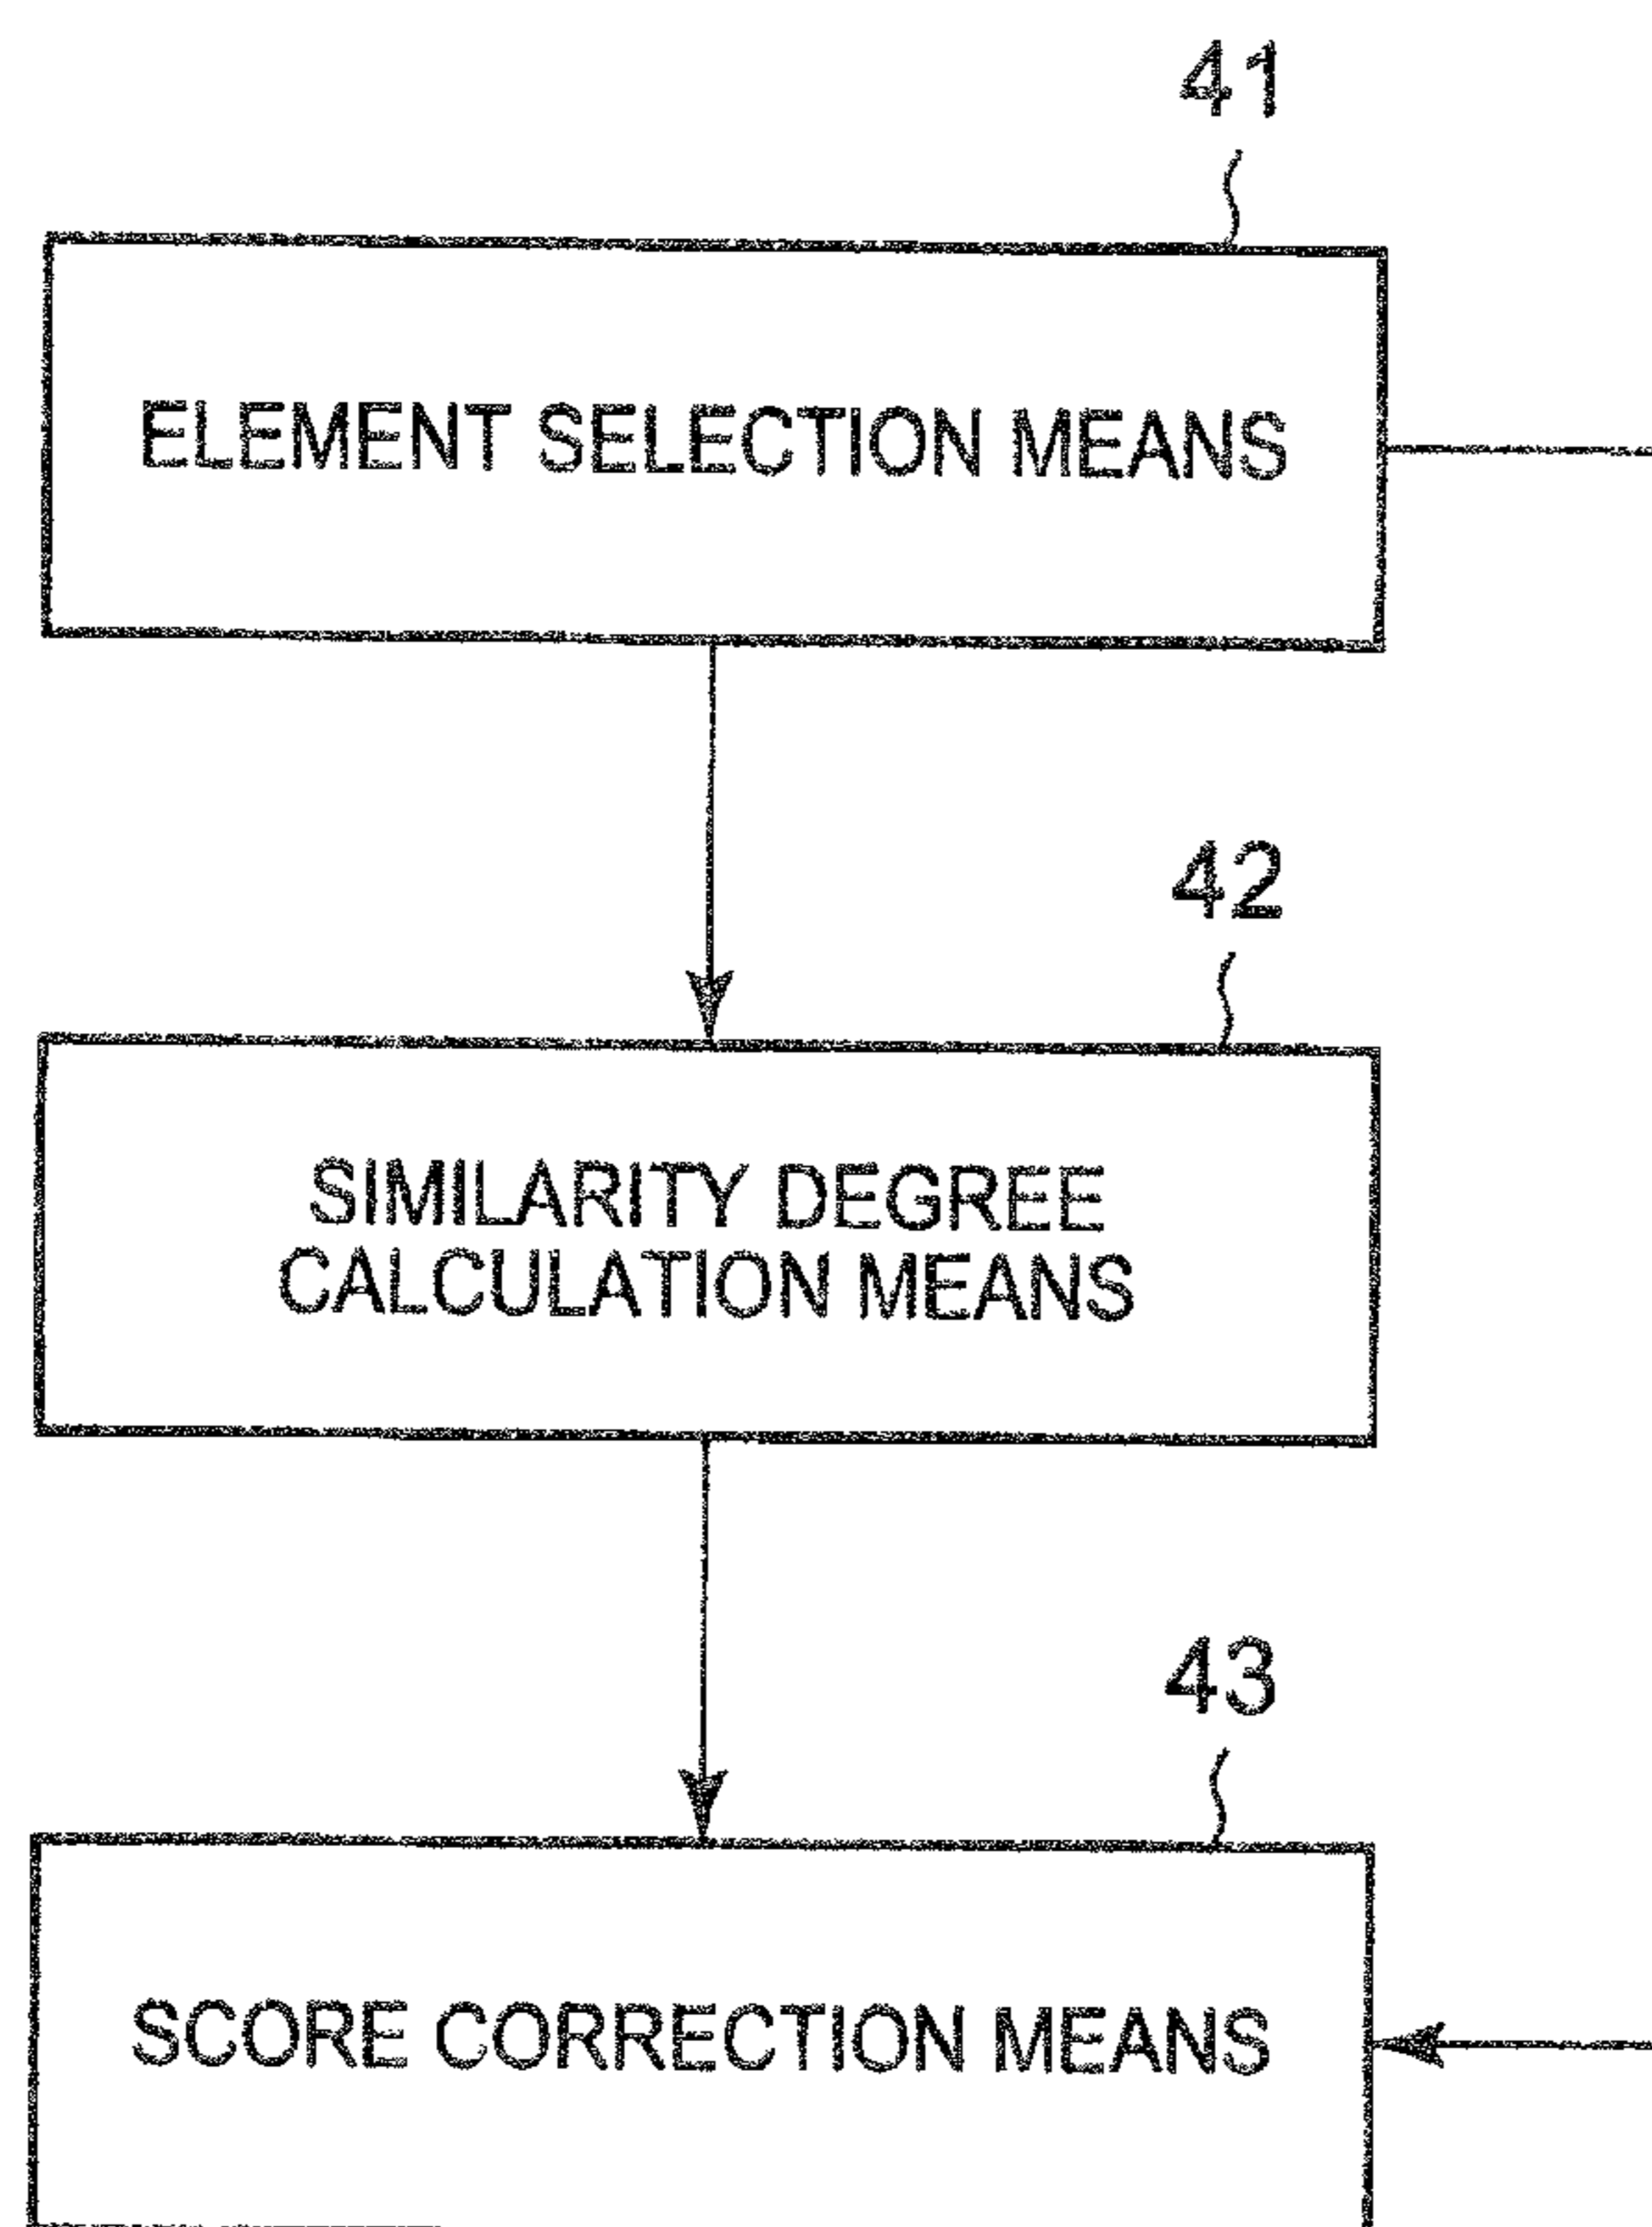 41
ELEMENT SELECTION MEANS
42
SIMILARITY DEGREE
CALCULATION MEANS
43
SCORE CORRECTION MEANS